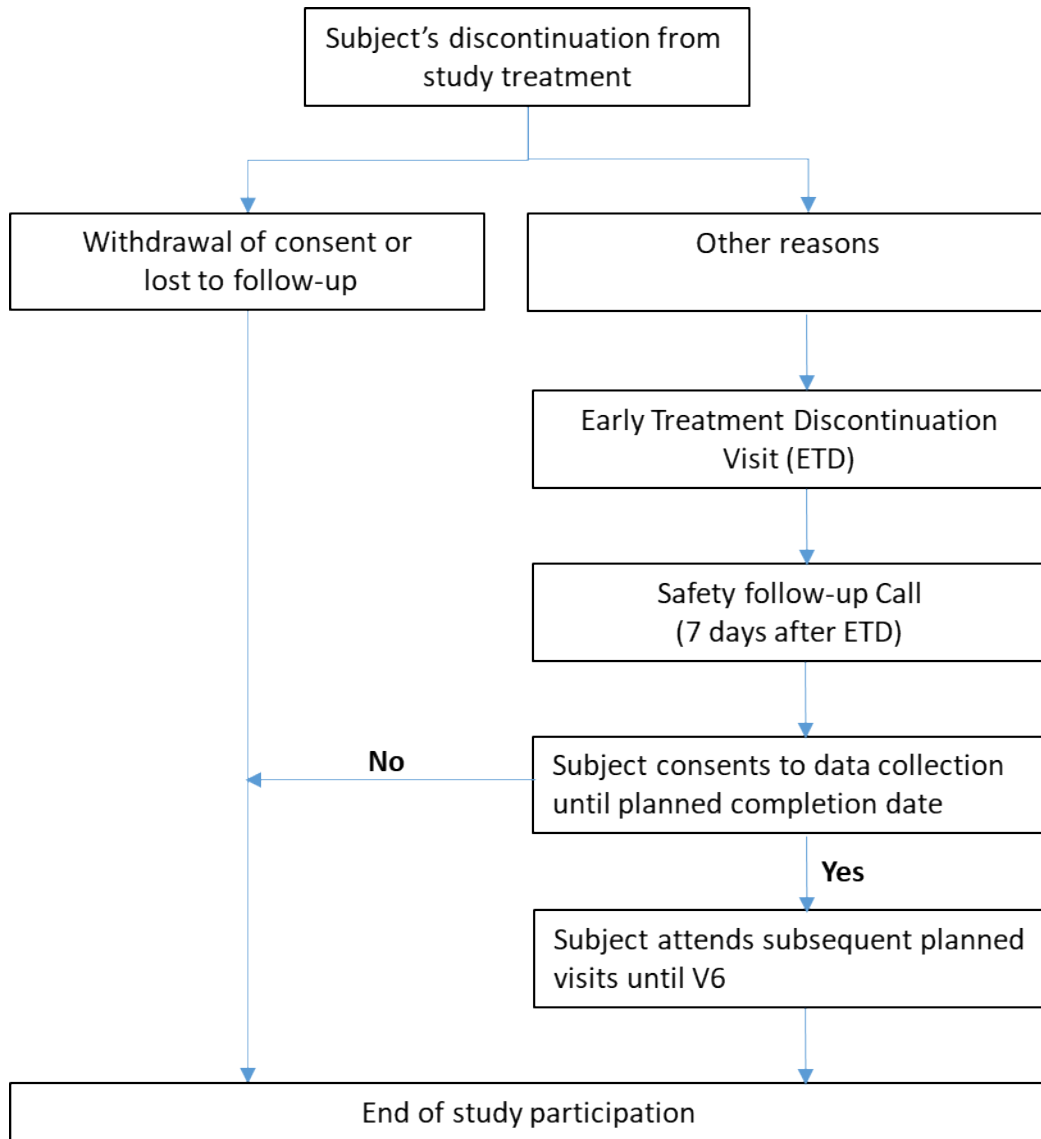 Subject’s discontinuation from
study treatment
Withdrawal of consent or
lost to follow-up
Other reasons
Early Treatment Discontinuation
Visit (ETD)
Safety follow-up Call
(7 days after ETD)
No
Subject consents to data collection
until planned completion date
Yes
Subject attends subsequent planned
visits until V6
End of study participation